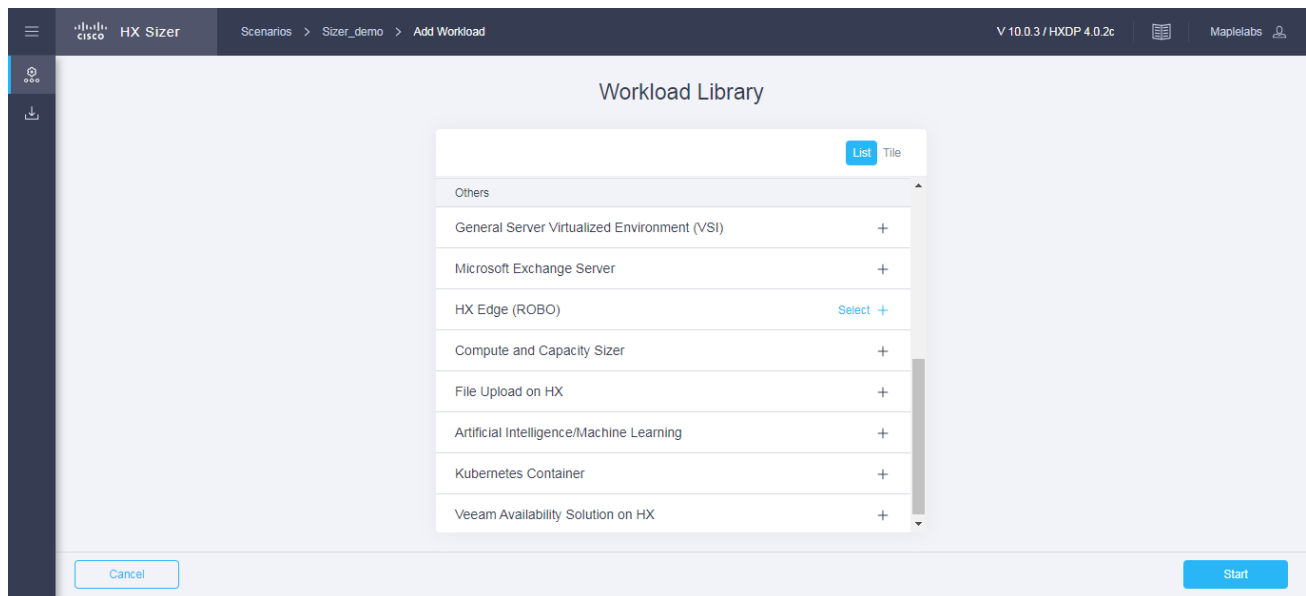 CISCO HX Sizer Scenarios > Sizer_demo > Add Workload V 10.0.3 / HXDP 4.0.2c Maplelabs
Workload Library
List Tile
Others
General Server Virtualized Environment (VSI)
Microsoft Exchange Server
HX Edge (ROBO) Select +
Compute and Capacity Sizer
File Upload on HX
Artificial Intelligence/Machine Learning
Kubernetes Container
Veeam Availability Solution on HX
Cancel Start